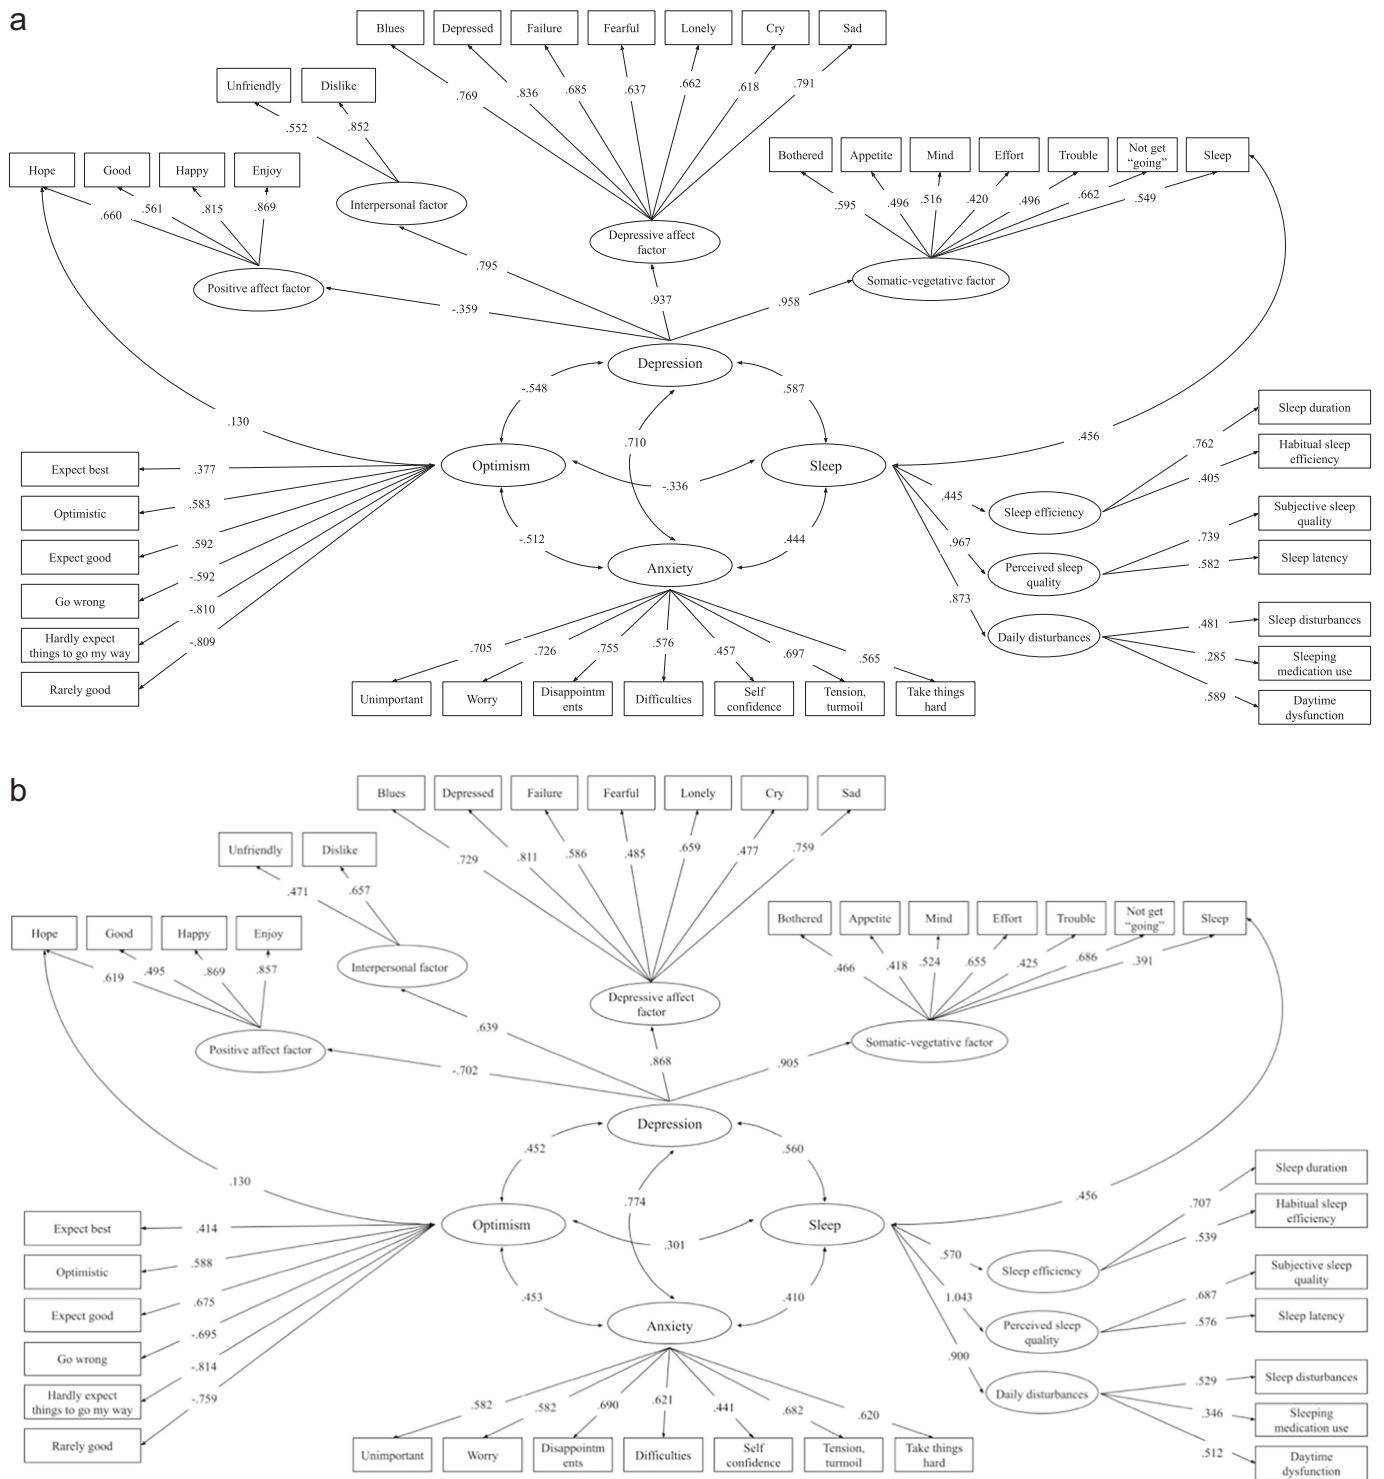 a
Blues
Depressed
Failure
Fearful
Lonely
Cry
Sad
Unfriendly
Dislike
.769
.836
.685
.637
.662
.618
.791
.552
.852
Hope
Good
Happy
Enjoy
Bothered
Appetite
Mind
Effort
Trouble
Not get
“going”
Sleep
.660
.561
.815
.869
Interpersonal factor
.595
.496
.516
.420
.496
.662
.549
Depressive affect
factor
.795
Positive affect factor
Somatic-vegetative factor
-.359
.937
.958
Depression
-.548
.587
.130
.710
.456
Optimism
Sleep
-.336
-.512
.444
Anxiety
Expect best
.377
Optimistic
.583
Expect good
.592
Go wrong
-.592
Hardly expect
things to go my way
-.810
Rarely good
-.809
.705
.726
.755
.576
.457
.697
.565
Unimportant
Worry
Disappointm
ents
Difficulties
Self
confidence
Tension,
turmoil
Take things
hard
.445
Sleep efficiency
.762
Sleep duration
.405
Habitual sleep
efficiency
.967
Perceived sleep
quality
.739
Subjective sleep
quality
.582
Sleep latency
.873
Daily disturbances
.481
Sleep disturbances
.285
Sleeping
medication use
.589
Daytime
dysfunction
b
Blues
Depressed
Failure
Fearful
Lonely
Cry
Sad
Unfriendly
Dislike
.729
.811
.586
.485
.659
.477
.759
.471
.657
Hope
Good
Happy
Enjoy
Bothered
Appetite
Mind
Effort
Trouble
Not get
“going”
Sleep
.619
.495
.869
.857
Interpersonal factor
.466
.418
.524
.655
.425
.686
.391
Depressive affect
factor
.639
Positive affect factor
Somatic-vegetative factor
-.702
.868
.905
Depression
.452
.560
.130
.774
.456
Optimism
Sleep
.301
.453
.410
Anxiety
Expect best
.414
Optimistic
.588
Expect good
.675
Go wrong
-.695
Hardly expect
things to go my way
-.814
Rarely good
-.759
.582
.582
.690
.621
.441
.682
.620
Unimportant
Worry
Disappointm
ents
Difficulties
Self
confidence
Tension,
turmoil
Take things
hard
.570
Sleep efficiency
.707
Sleep duration
.539
Habitual sleep
efficiency
1.043
Perceived sleep
quality
.687
Subjective sleep
quality
.576
Sleep latency
.900
Daily disturbances
.529
Sleep disturbances
.346
Sleeping
medication use
.512
Daytime
dysfunction